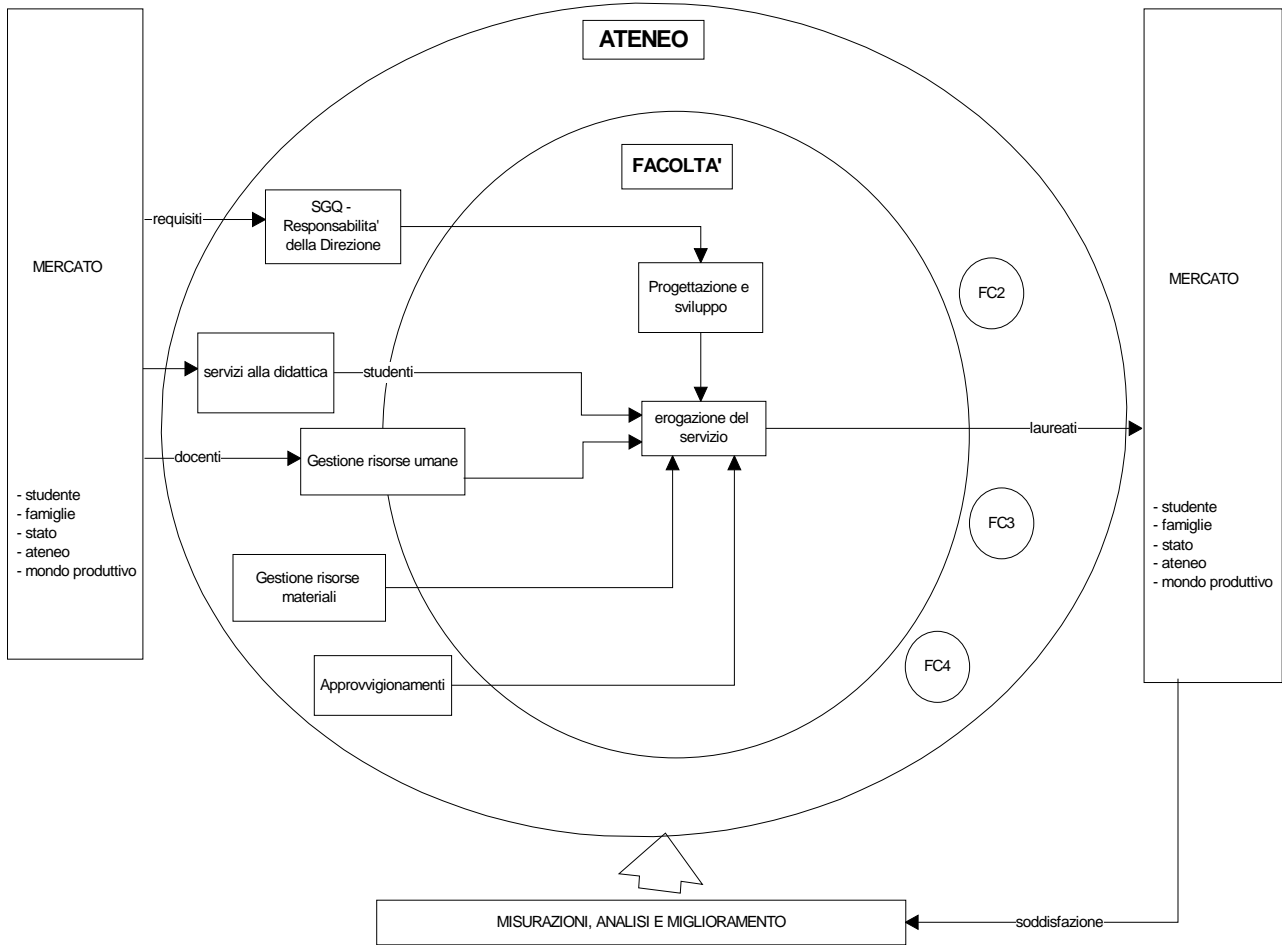 ATENEO
FACOLTA'
MERCATO
- studente
- famiglie
- stato
- ateneo
- mondo produttivo
requisiti
SGQ -
Responsabilita'
della Direzione
Progettazione e
sviluppo
servizi alla didattica
studenti
docenti
Gestione risorse umane
erogazione del
servizio
Gestione risorse
materiali
Approvvigionamenti
FC2
laureati
FC3
FC4
MERCATO
- studente
- famiglie
- stato
- ateneo
- mondo produttivo
MISURAZIONI, ANALISI E MIGLIORAMENTO
soddisfazione